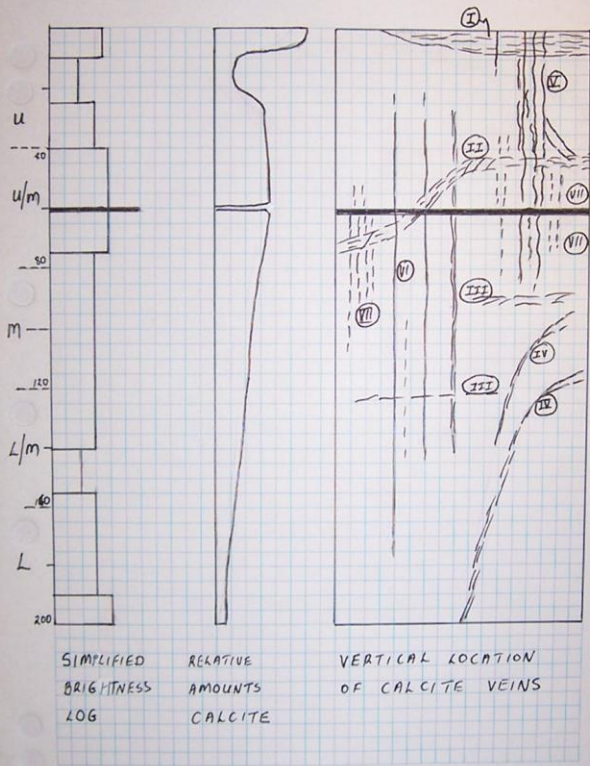 I
V
U
40
II
U/M
VII
VII
80
VI
III
VII
M
IV
120
III
IV
L/M
160
L
200
SIMPLIFIED
BRIGHTNESS
LOG
RELATIVE
AMOUNTS
CALCITE
VERTICAL LOCATION
OF CALCITE VEINS